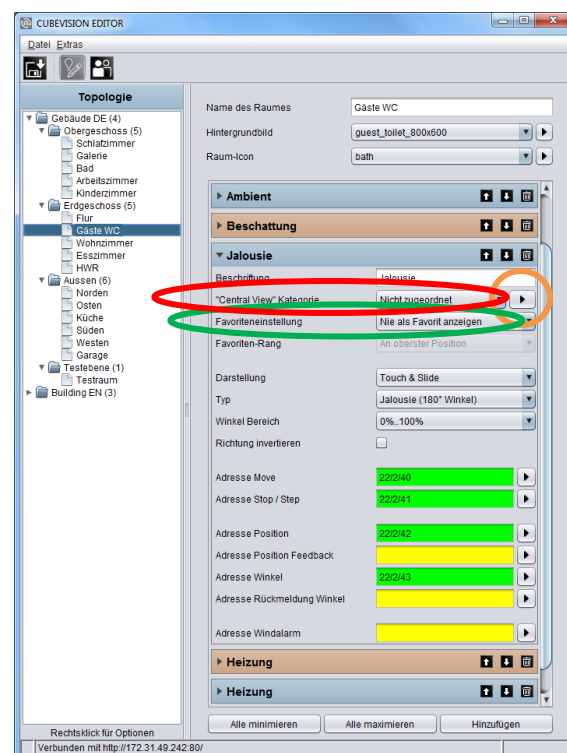 CUBEVISION EDITOR
Datei Extras
Topologie
Gebäude DE (4)
Obergeschoss (5)
Schlafzimmer
Galerie
Bad
Arbeitszimmer
Kinderzimmer
Erdgeschoss (5)
Flur
Gäste WC
Wohnzimmer
Esszimmer
HWR
Aussen (6)
Norden
Osten
Küche
Süden
Westen
Garage
Testebene (1)
Testraum
Building EN (3)
Rechtsklick für Optionen
Name des Raumes Gäste WC
Hintergrundbild guest_toilet_800x600
Raum-Icon bath
Ambient
Beschattung
Jalousie
Beschriftung Jalousie
"Central View" Kategorie Nicht zugeordnet
Favoriteneinstellung Nie als Favorit anzeigen
Favoriten-Rang An oberster Position
Darstellung Touch & Slide
Typ Jalousie (180° Winkel)
Winkel Bereich 0%..100%
Richtung invertieren
Adresse Move 22/2/40
Adresse Stop / Step 22/2/41
Adresse Position 22/2/42
Adresse Position Feedback
Adresse Winkel 22/2/43
Adresse Rückmeldung Winkel
Adresse Windalarm
Heizung
Heizung
Alle minimieren Alle maximieren Hinzufügen
Verbunden mit http://172.31.49.242:80/